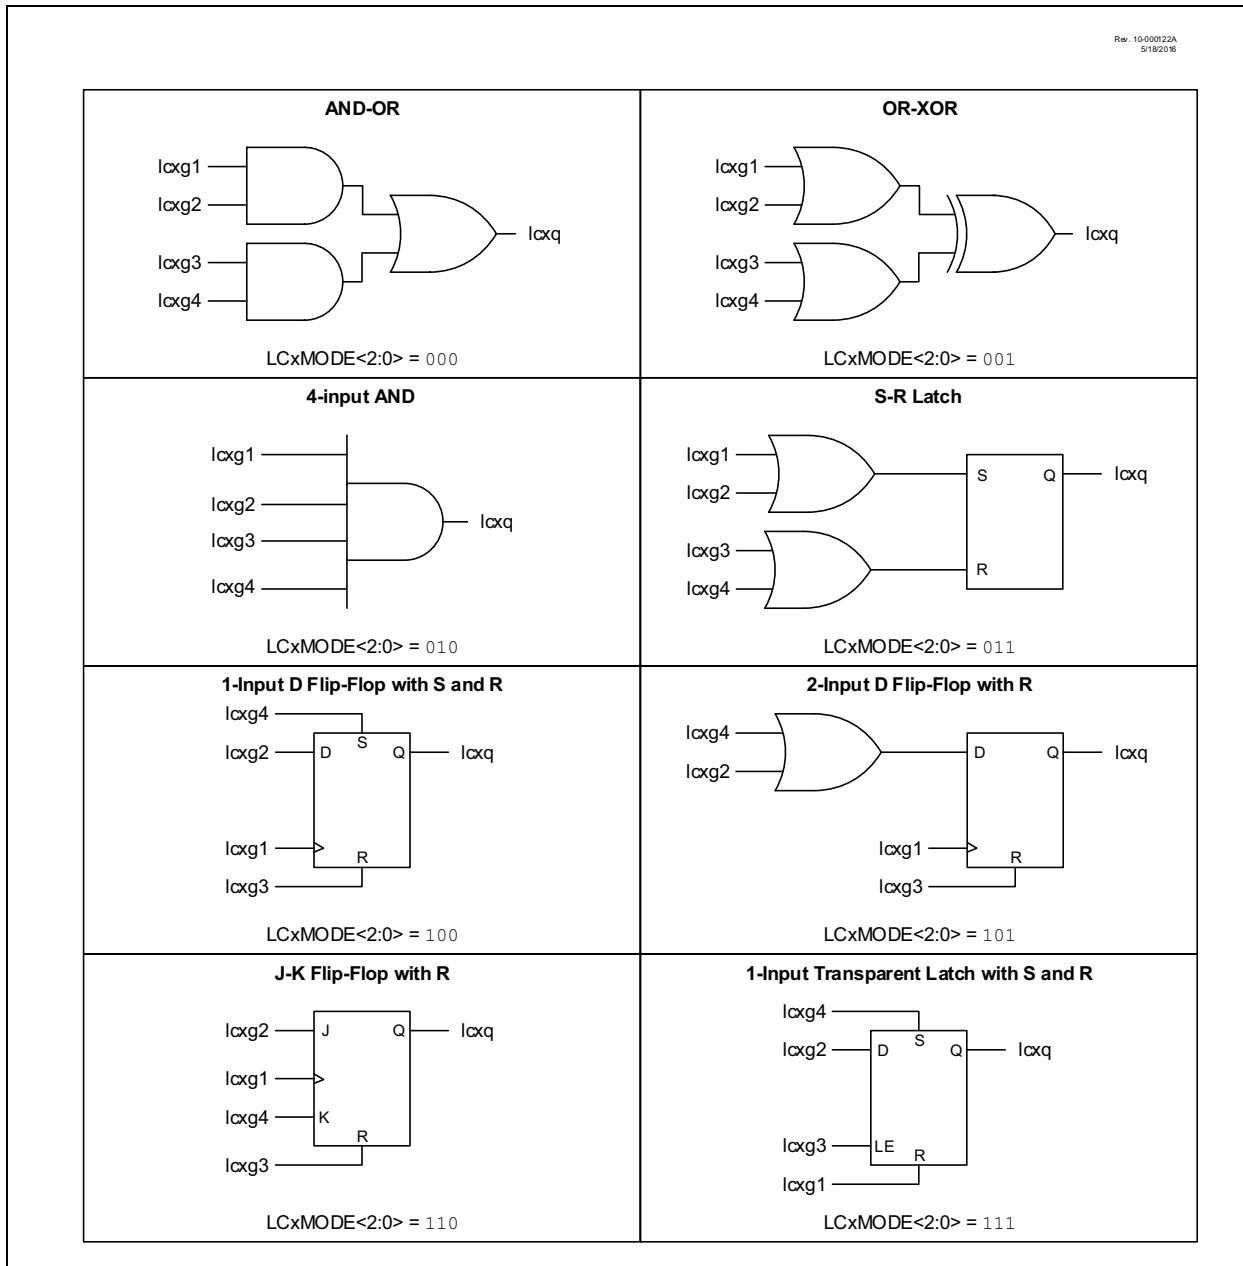 Rev. 10-000122A
5/18/2016
AND-OR
lcxg1
lcxg2
lcxg3
lcxg4
lcxq
LCxMODE<2:0> = 000
OR-XOR
lcxg1
lcxg2
lcxg3
lcxg4
lcxq
LCxMODE<2:0> = 001
4-input AND
lcxg1
lcxg2
lcxg3
lcxg4
lcxq
LCxMODE<2:0> = 010
S-R Latch
lcxg1
lcxg2
lcxg3
lcxg4
S
Q
lcxq
R
LCxMODE<2:0> = 011
1-Input D Flip-Flop with S and R
lcxg4
S
lcxg2
D
Q
lcxq
lcxg1
R
lcxg3
LCxMODE<2:0> = 100
2-Input D Flip-Flop with R
lcxg4
lcxg2
D
Q
lcxq
lcxg1
R
lcxg3
LCxMODE<2:0> = 101
J-K Flip-Flop with R
lcxg2
J
Q
lcxq
lcxg1
lcxg4
K
R
lcxg3
LCxMODE<2:0> = 110
1-Input Transparent Latch with S and R
lcxg4
S
lcxg2
D
Q
lcxq
lcxg3
LE
R
lcxg1
LCxMODE<2:0> = 111